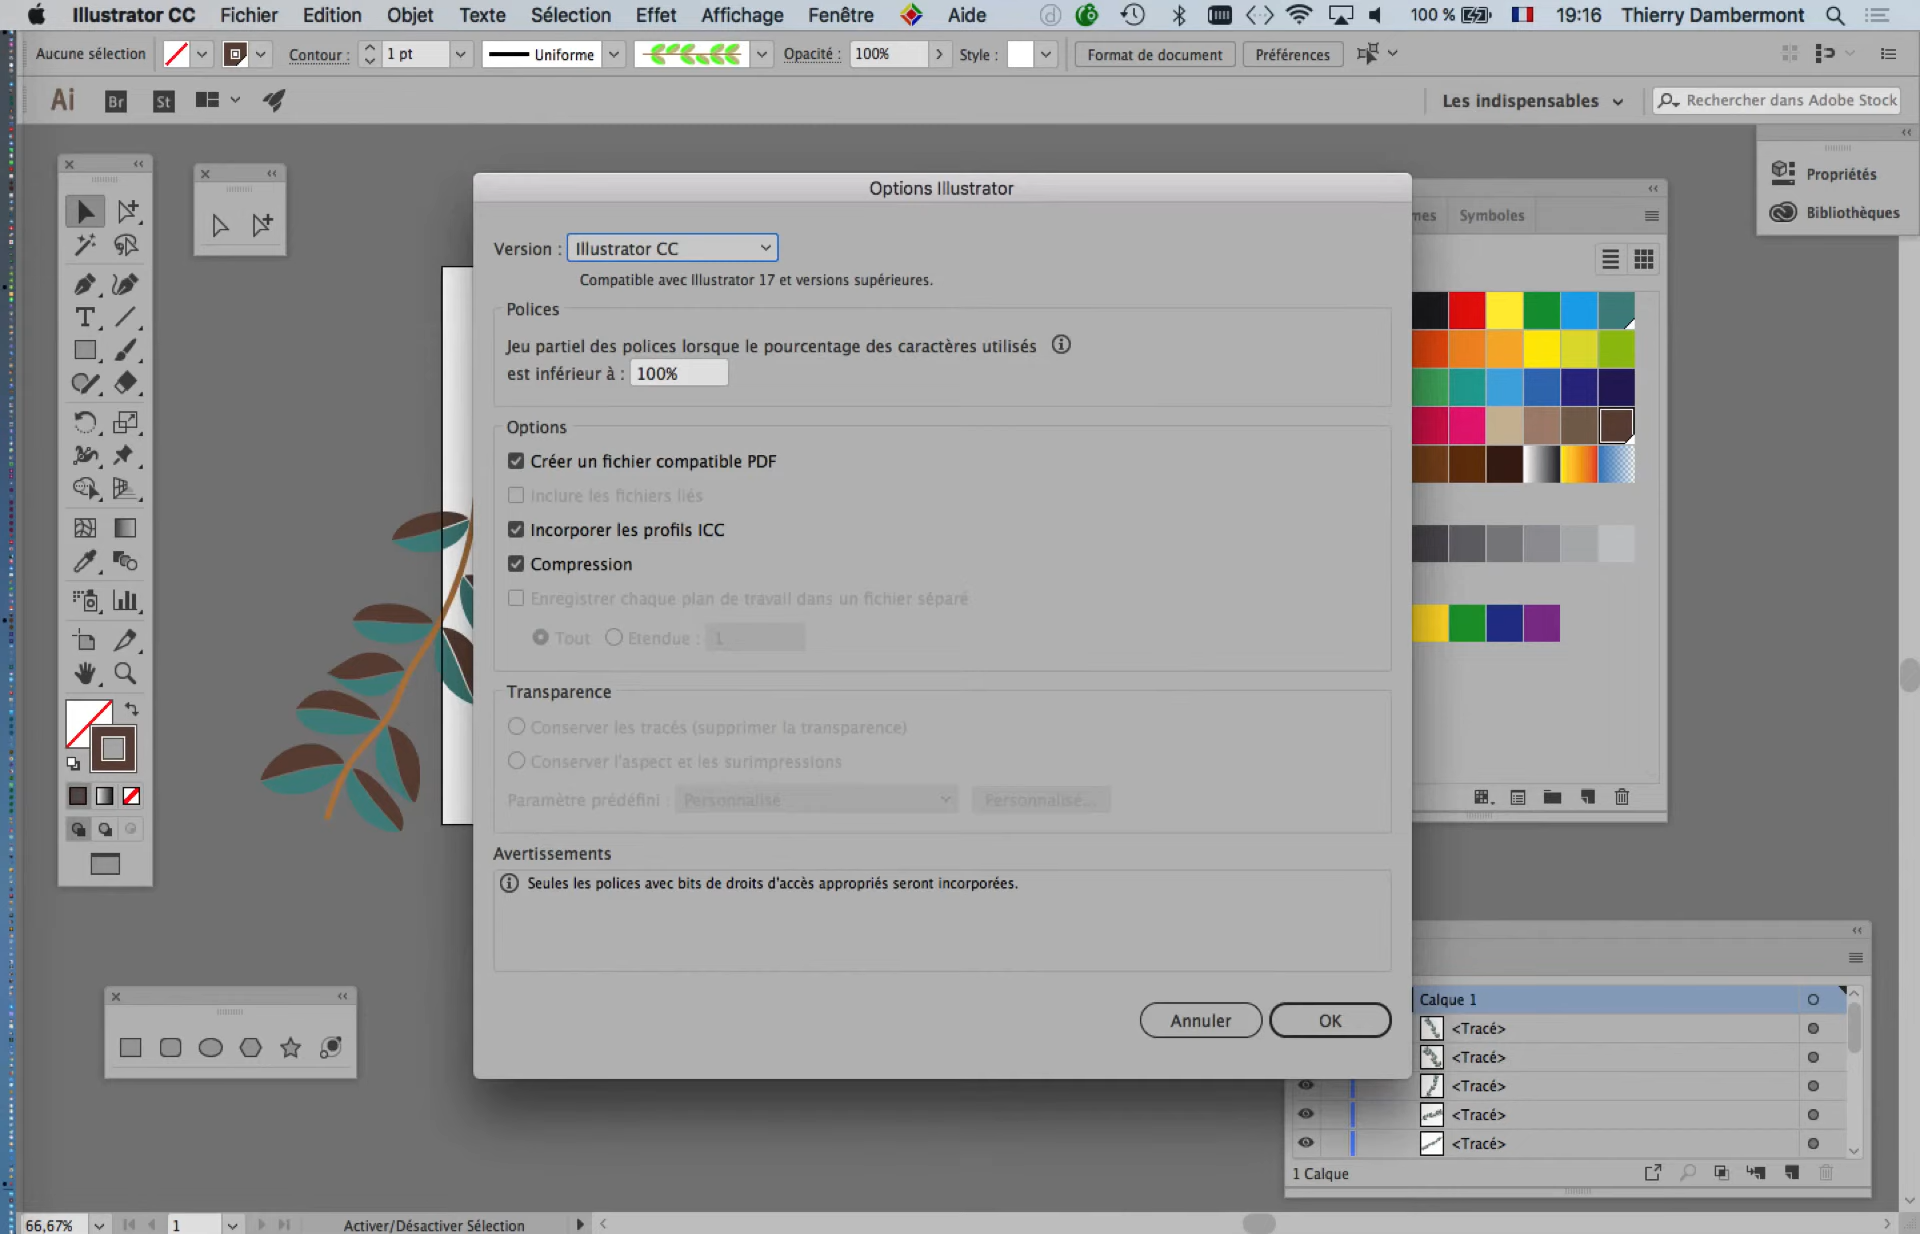 Illustrator CC Fichier Edition Objet Texte Sélection Effet Affichage Fenêtre Aide 100 % 19:16 Thierry Dambermont
Aucune sélection Contour : 1 pt Uniforme Opacité : 100% Style : Format de document Préférences
Ai Br St Les indispensables Rechercher dans Adobe Stock
Propriétés
Bibliothèques
Symboles
Options Illustrator
Version : Illustrator CC
Compatible avec Illustrator 17 et versions supérieures.
Polices
Jeu partiel des polices lorsque le pourcentage des caractères utilisés
est inférieur à : 100%
Options
Créer un fichier compatible PDF
Inclure les fichiers liés
Incorporer les profils ICC
Compression
Enregistrer chaque plan de travail dans un fichier séparé
Tout Etendue : 1
Transparence
Conserver les tracés (supprimer la transparence)
Conserver l'aspect et les surimpressions
Paramètre prédéfini : Personnalisé Personnalisé...
Avertissements
Seules les polices avec bits de droits d'accès appropriés seront incorporées.
Annuler OK
Calque 1
<Tracé>
<Tracé>
<Tracé>
<Tracé>
<Tracé>
1 Calque
66,67% 1 Activer/Désactiver Sélection